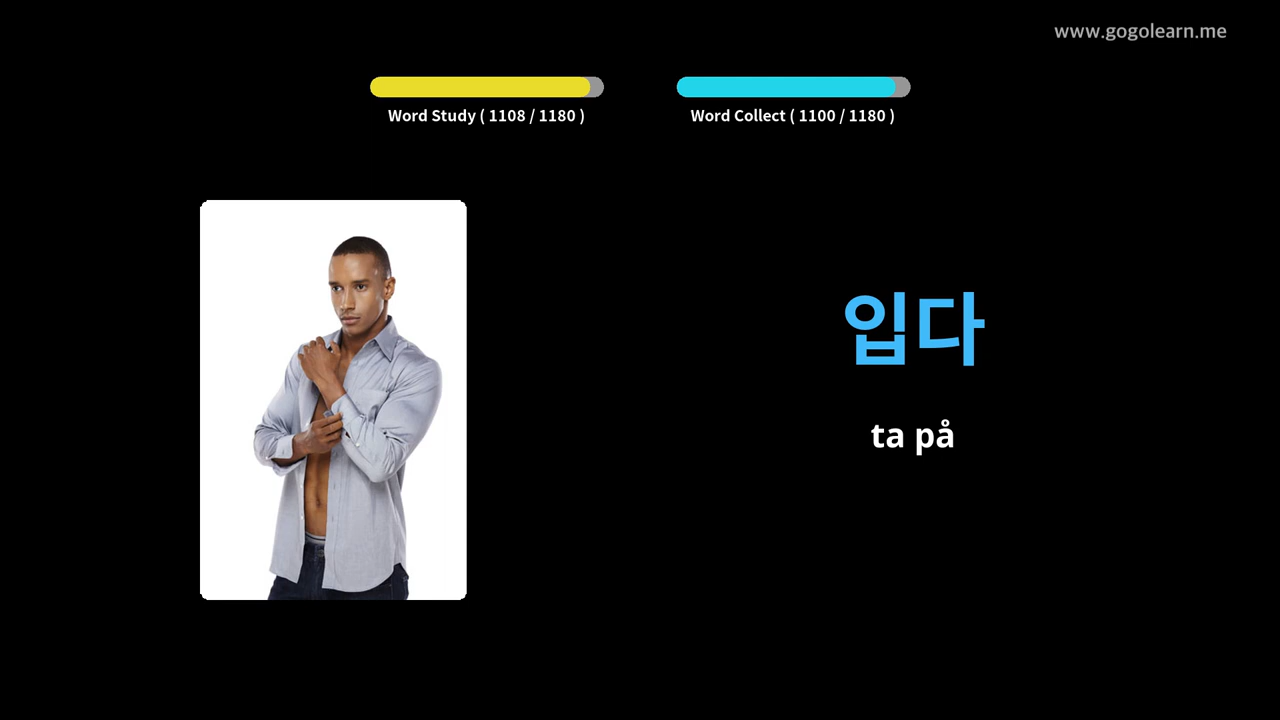 www.gogolearn.me
Word Study ( 1108 / 1180 )
Word Collect ( 1100 / 1180 )
입다
ta på